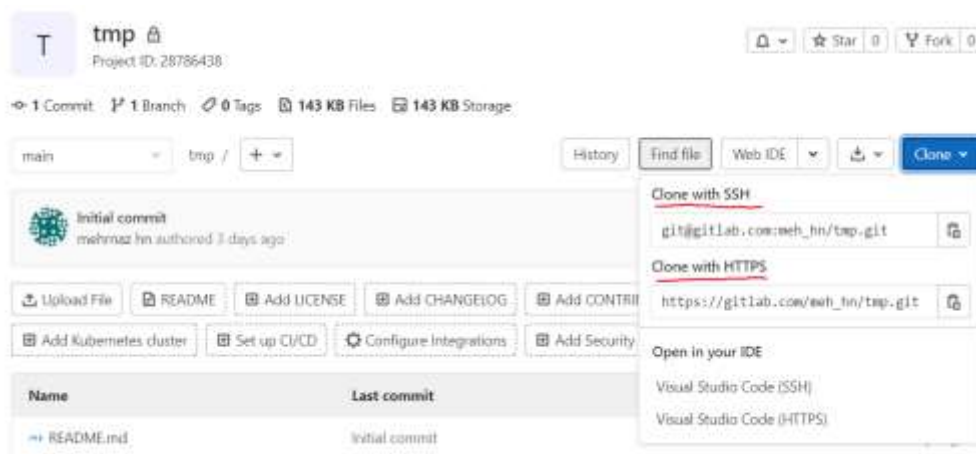 T
tmp
Project ID: 28786438
Star 0
Fork 0
1 Commit 1 Branch 0 Tags 143 KB Files 143 KB Storage
main tmp / +
History Find file Web IDE Clone
Initial commit
mehrnaz hn authored 3 days ago
Clone with SSH
git@gitlab.com:meh_hn/tmp.git
Clone with HTTPS
https://gitlab.com/meh_hn/tmp.git
Upload File README Add LICENSE Add CHANGELOG Add CONTRI
Add Kubernetes cluster Set up CI/CD Configure Integrations Add Security
Open in your IDE
Visual Studio Code (SSH)
Visual Studio Code (HTTPS)
Name Last commit
README.md Initial commit